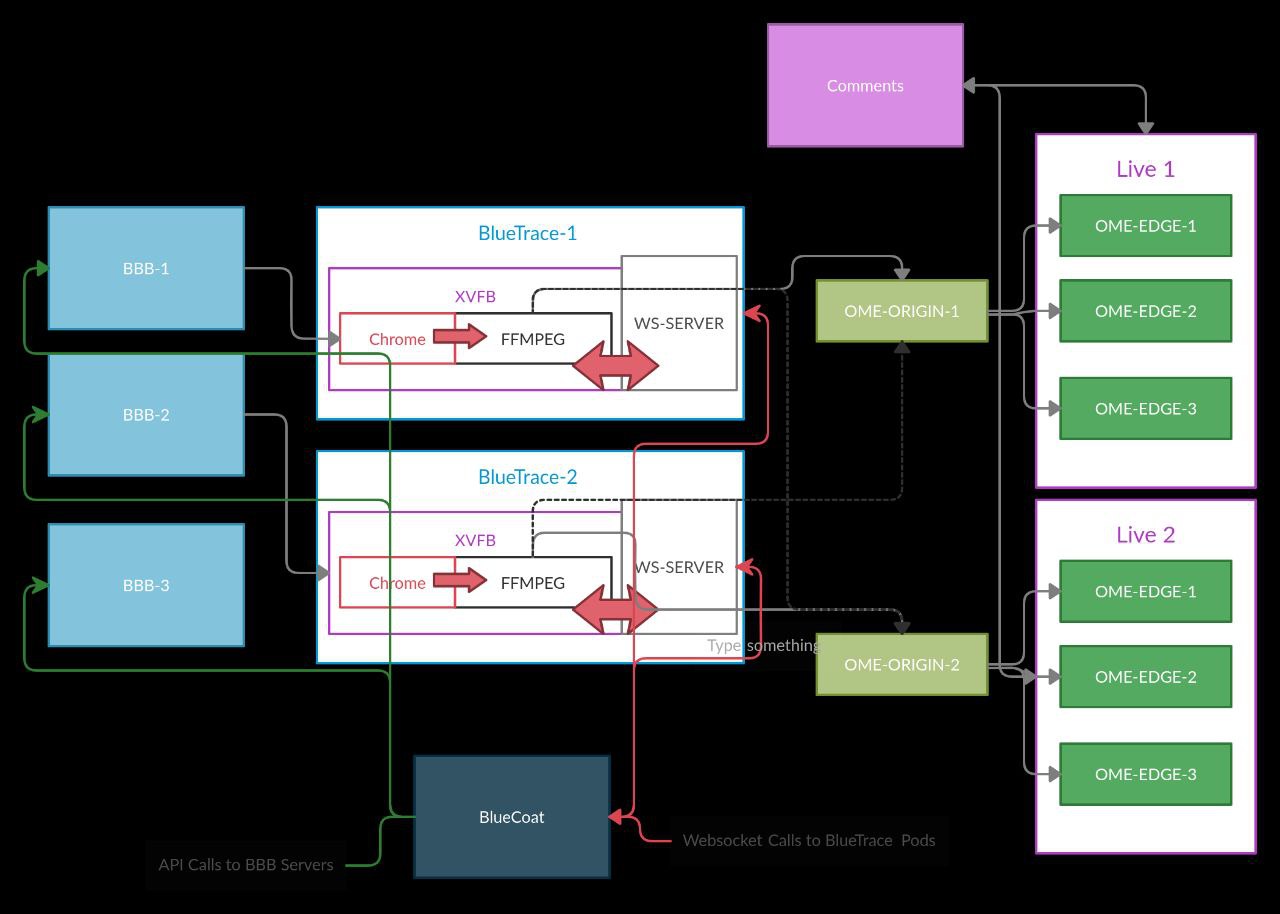 Comments
Live 1
OME-EDGE-1
OME-EDGE-2
OME-EDGE-3
BBB-1
BlueTrace-1
XVFB
Chrome
FFMPEG
WS-SERVER
OME-ORIGIN-1
BBB-2
BlueTrace-2
XVFB
Chrome
FFMPEG
WS-SERVER
Type something
OME-ORIGIN-2
Live 2
OME-EDGE-1
OME-EDGE-2
OME-EDGE-3
BBB-3
BlueCoat
API Calls to BBB Servers
Websocket Calls to BlueTrace Pods